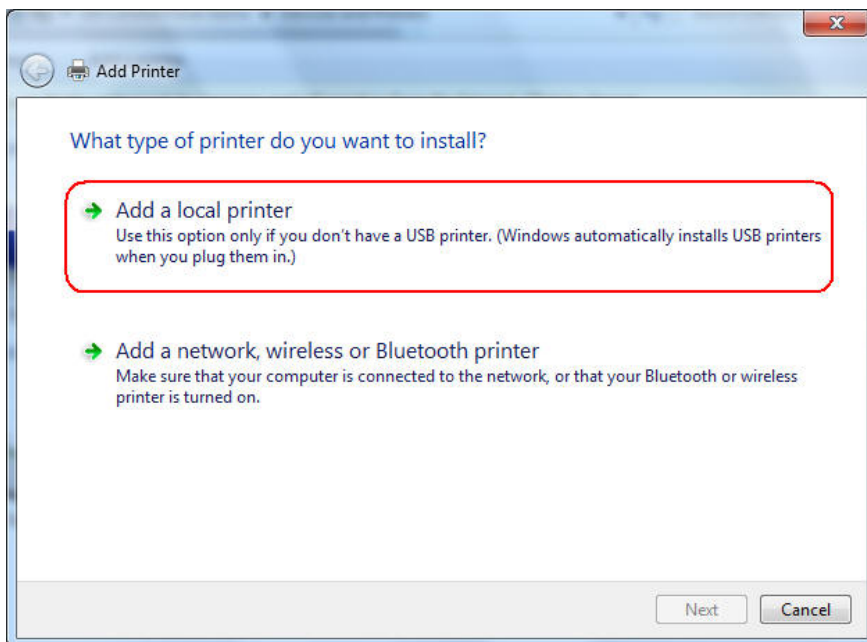 Add Printer
What type of printer do you want to install?
Add a local printer
Use this option only if you don't have a USB printer. (Windows automatically installs USB printers
when you plug them in.)
Add a network, wireless or Bluetooth printer
Make sure that your computer is connected to the network, or that your Bluetooth or wireless
printer is turned on.
Next
Cancel